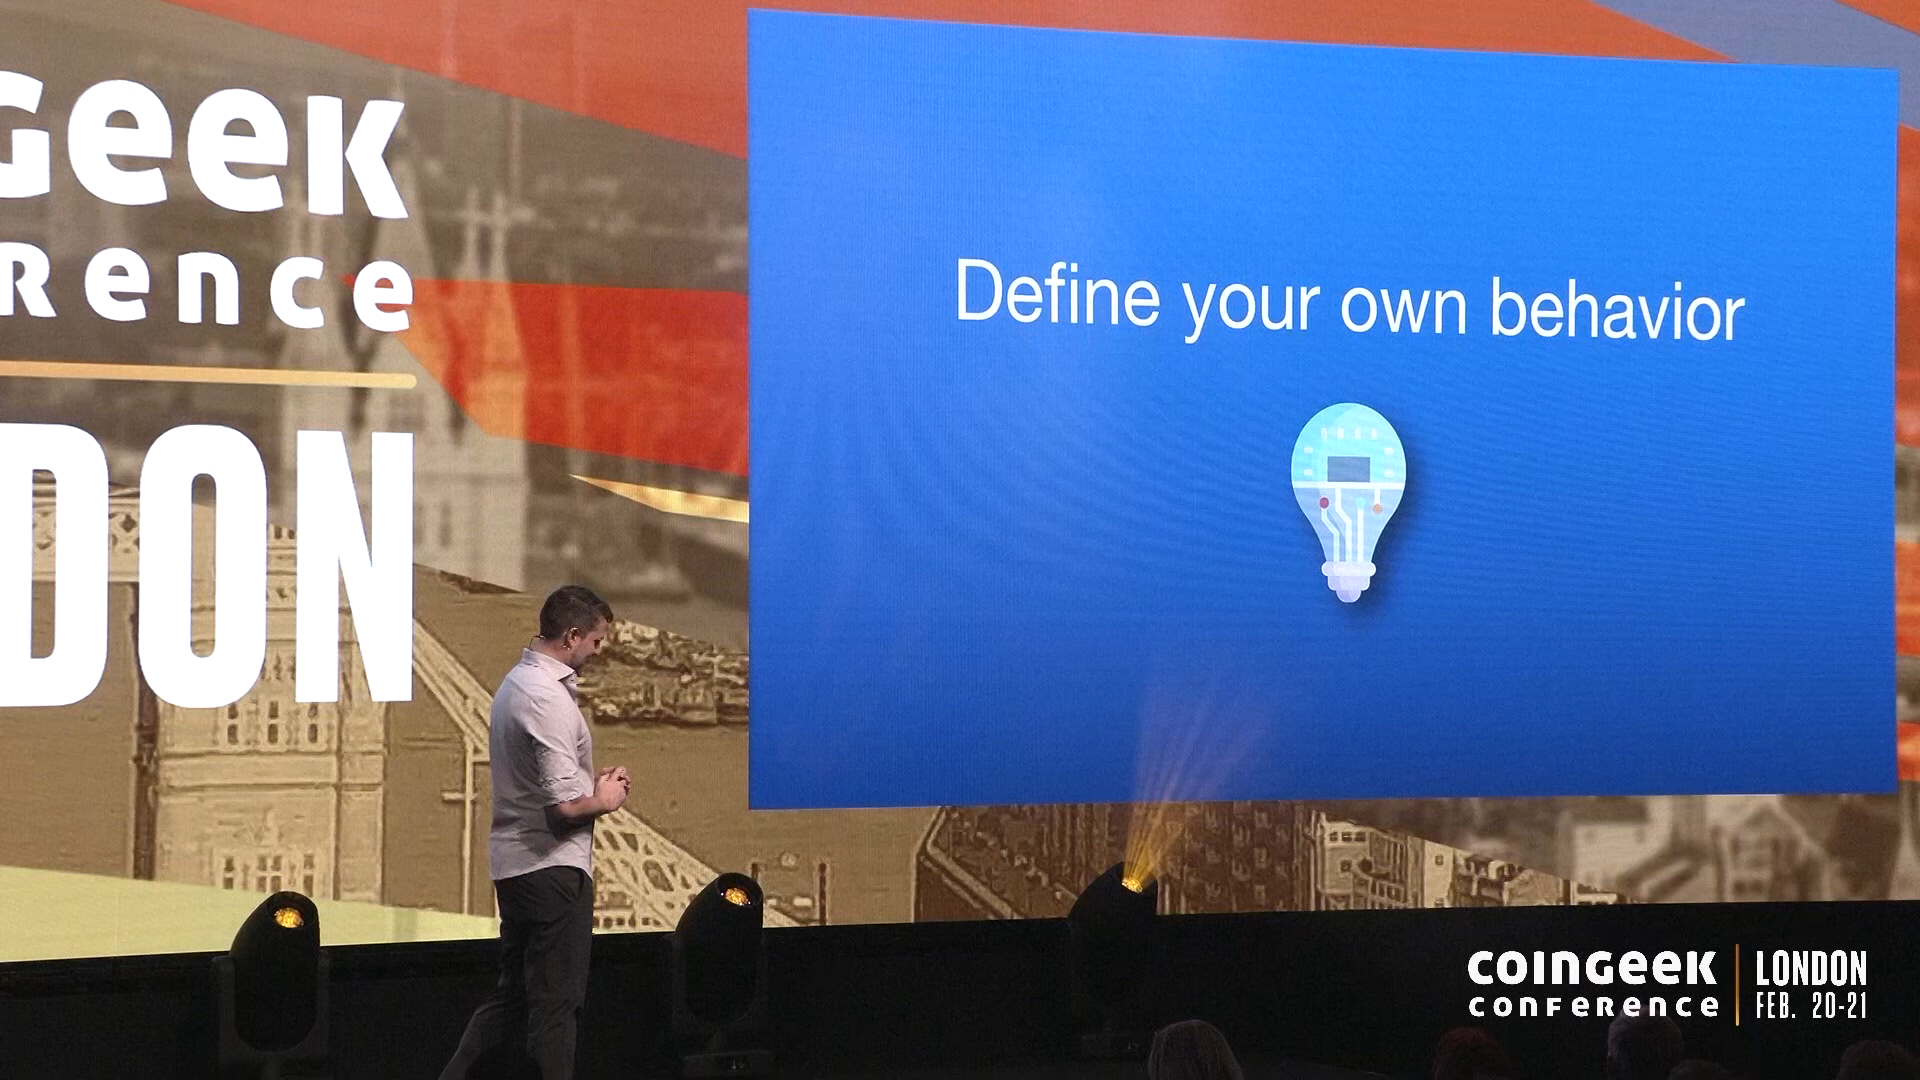 Geek
Rence
DON
Define your own behavior
COINGEEK
CONFERENCE
LONDON
FEB. 20-21